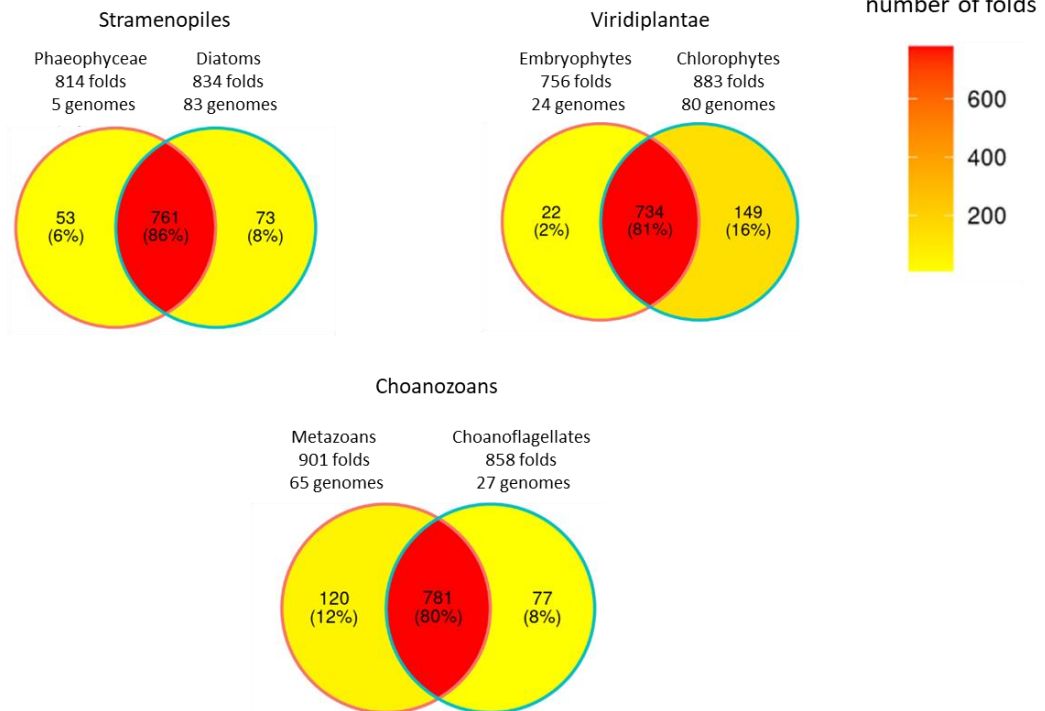 number of folds
Stramenopiles
Viridiplantae
Phaeophyceae
814 folds
5 genomes
Diatoms
834 folds
83 genomes
Embryophytes
756 folds
24 genomes
Chlorophytes
883 folds
80 genomes
53
(6%)
761
(86%)
73
(8%)
22
(2%)
734
(81%)
149
(16%)
600
400
200
Choanozoans
Metazoans
901 folds
65 genomes
Choanoflagellates
858 folds
27 genomes
120
(12%)
781
(80%)
77
(8%)